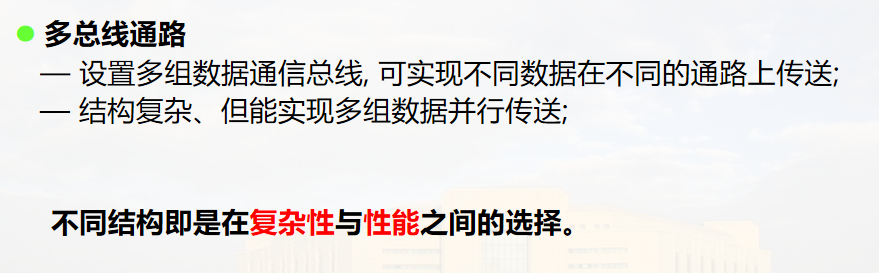 多总线通路
— 设置多组数据通信总线, 可实现不同数据在不同的通路上传送;
— 结构复杂、但能实现多组数据并行传送;
不同结构即是在复杂性与性能之间的选择。